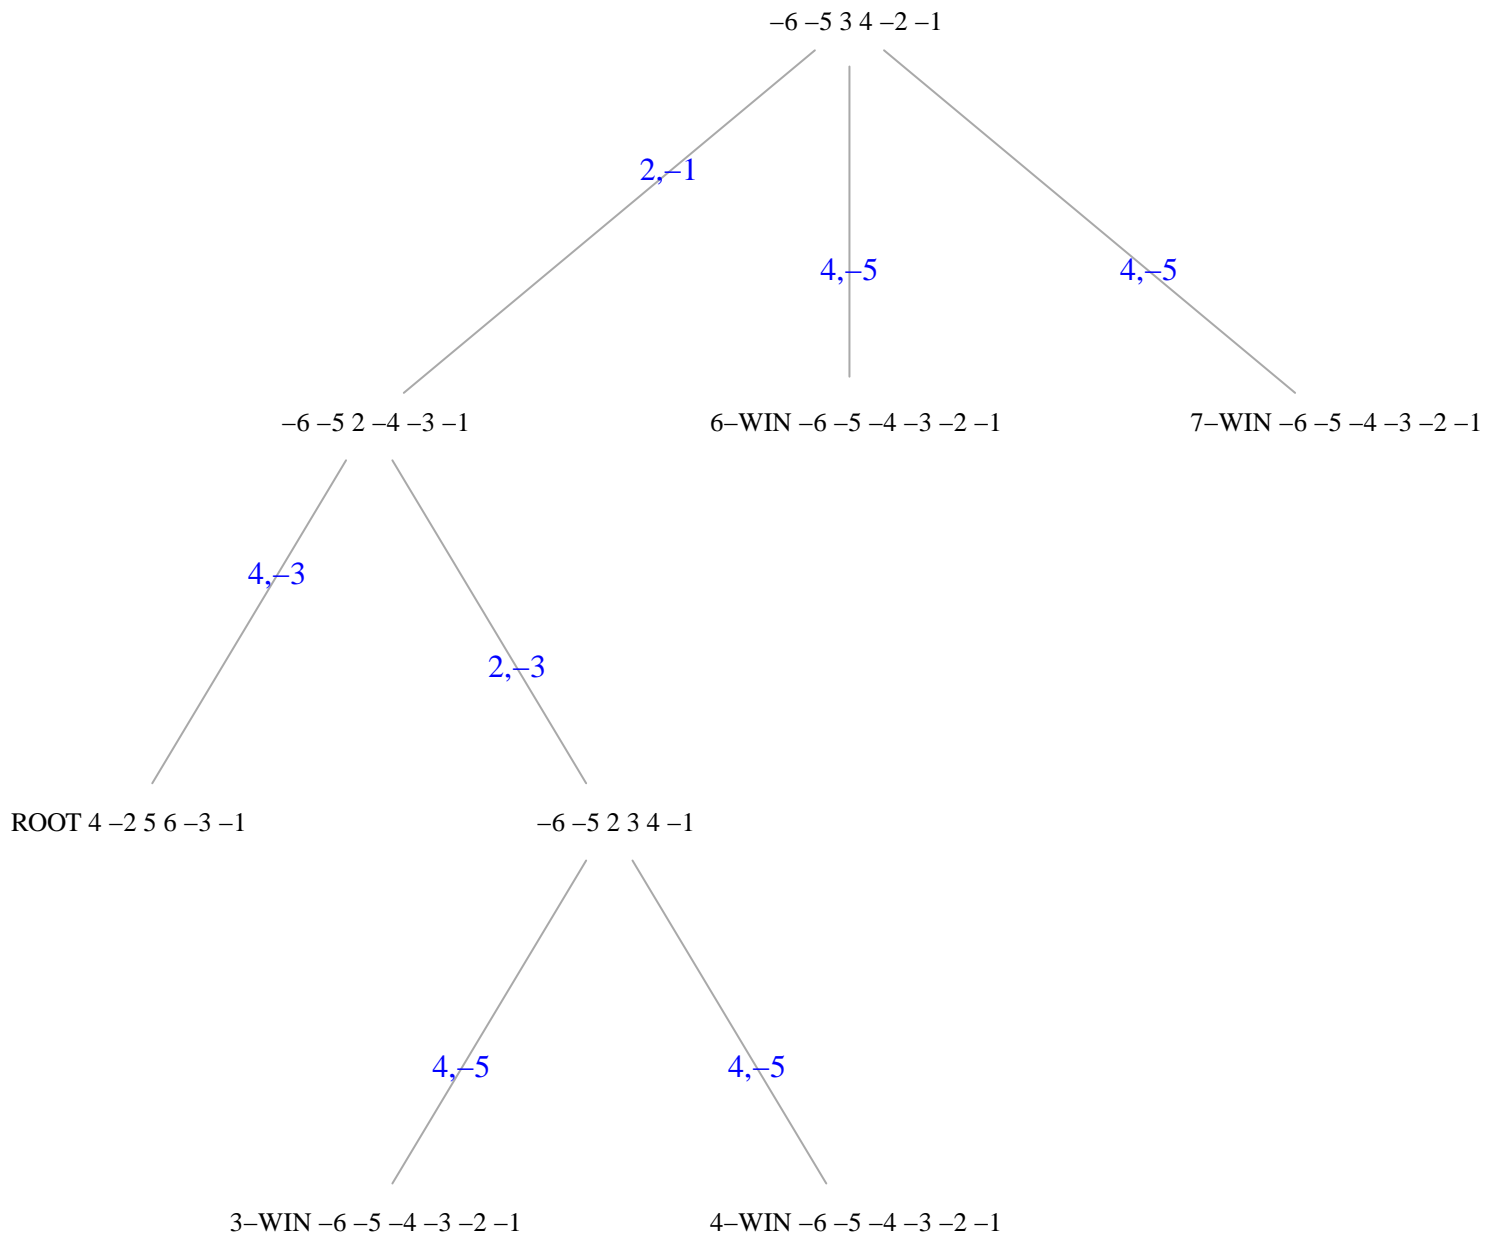 –6 –5 3 4 –2 –1
2,–1
4,–5
4,–5
–6 –5 2 –4 –3 –1
6–WIN –6 –5 –4 –3 –2 –1
7–WIN –6 –5 –4 –3 –2 –1
4,–3
2,–3
ROOT 4 –2 5 6 –3 –1
–6 –5 2 3 4 –1
4,–5
4,–5
3–WIN –6 –5 –4 –3 –2 –1
4–WIN –6 –5 –4 –3 –2 –1